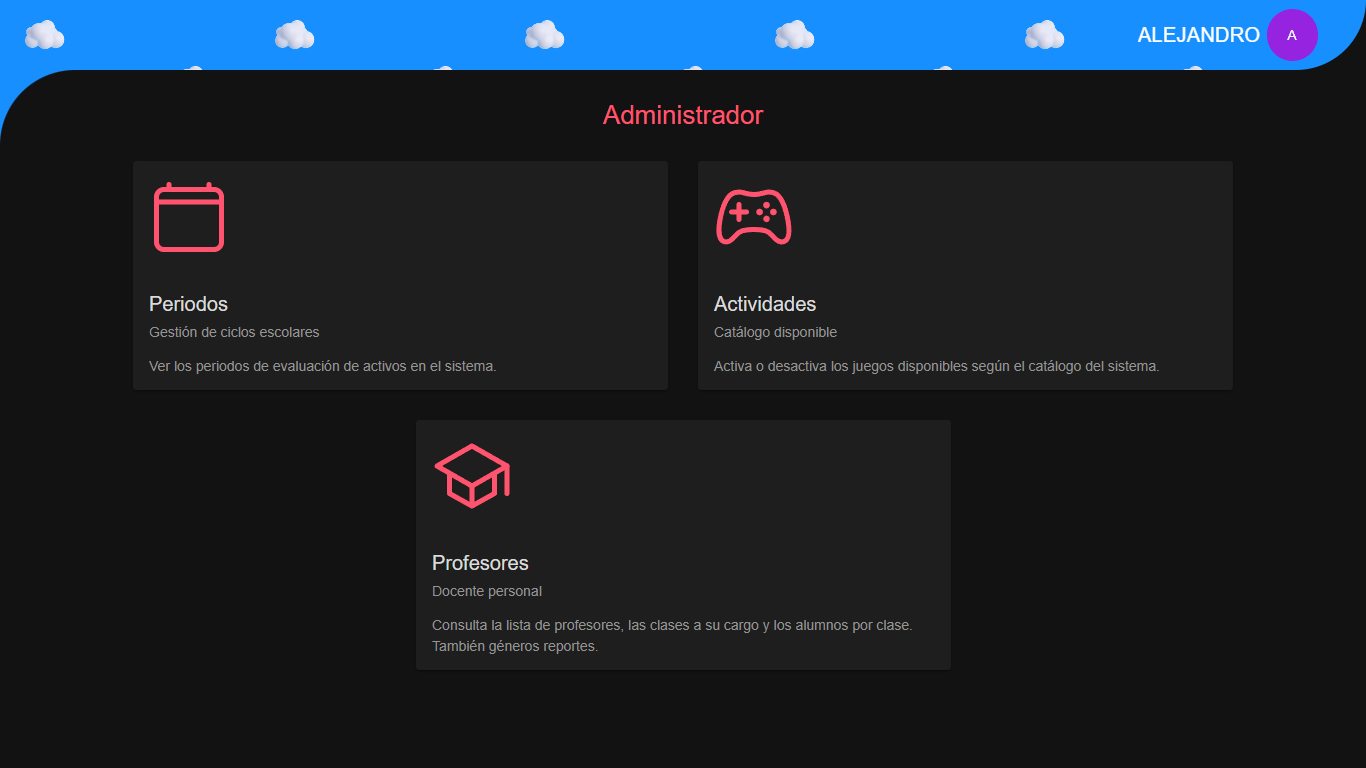 ALEJANDRO
A
Administrador
Periodos
Gestión de ciclos escolares
Ver los periodos de evaluación de activos en el sistema.
Actividades
Catálogo disponible
Activa o desactiva los juegos disponibles según el catálogo del sistema.
Profesores
Docente personal
Consulta la lista de profesores, las clases a su cargo y los alumnos por clase.
También géneros reportes.